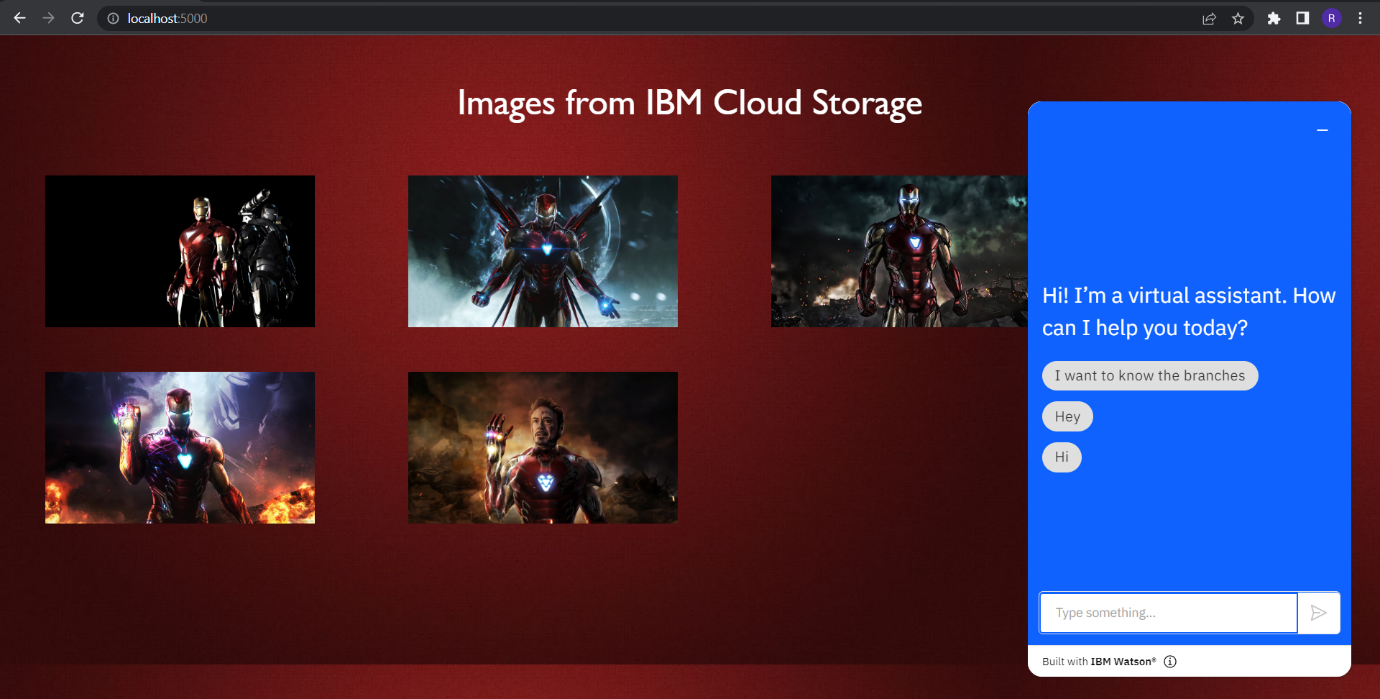 localhost:5000
R
Images from IBM Cloud Storage
Hi! I’m a virtual assistant. How
can I help you today?
I want to know the branches
Hey
Hi
Type something...
Built with IBM Watson®